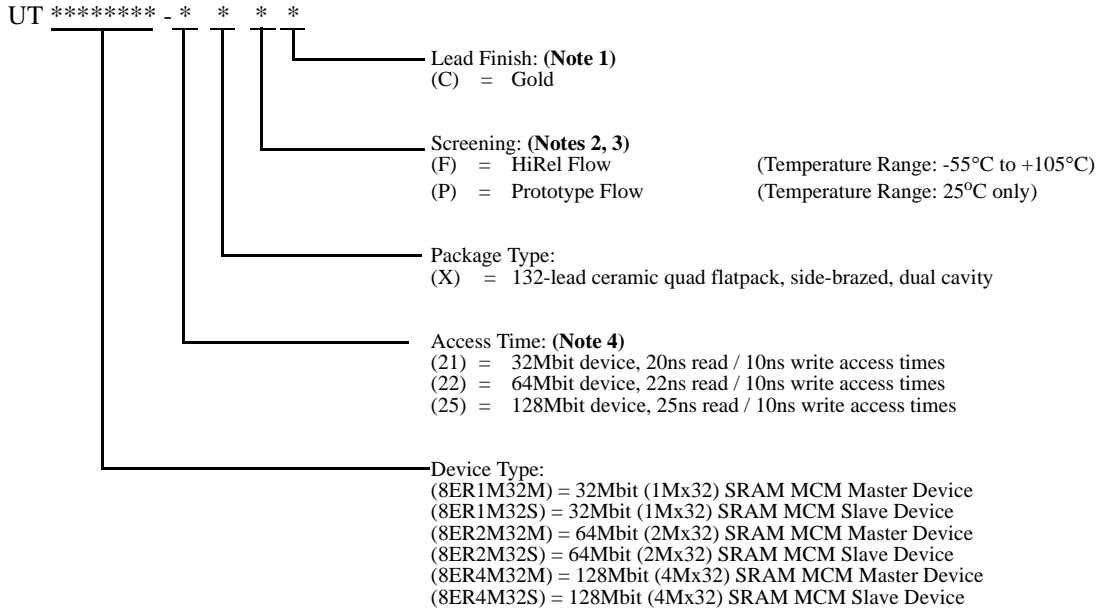 UT ******** - * * * *
Lead Finish: (Note 1)
(C) = Gold
Screening: (Notes 2, 3)
(F) = HiRel Flow (Temperature Range: -55°C to +105°C)
(P) = Prototype Flow (Temperature Range: 25°C only)
Package Type:
(X) = 132-lead ceramic quad flatpack, side-brazed, dual cavity
Access Time: (Note 4)
(21) = 32Mbit device, 20ns read / 10ns write access times
(22) = 64Mbit device, 22ns read / 10ns write access times
(25) = 128Mbit device, 25ns read / 10ns write access times
Device Type:
(8ER1M32M) = 32Mbit (1Mx32) SRAM MCM Master Device
(8ER1M32S) = 32Mbit (1Mx32) SRAM MCM Slave Device
(8ER2M32M) = 64Mbit (2Mx32) SRAM MCM Master Device
(8ER2M32S) = 64Mbit (2Mx32) SRAM MCM Slave Device
(8ER4M32M) = 128Mbit (4Mx32) SRAM MCM Master Device
(8ER4M32S) = 128Mbit (4Mx32) SRAM MCM Slave Device